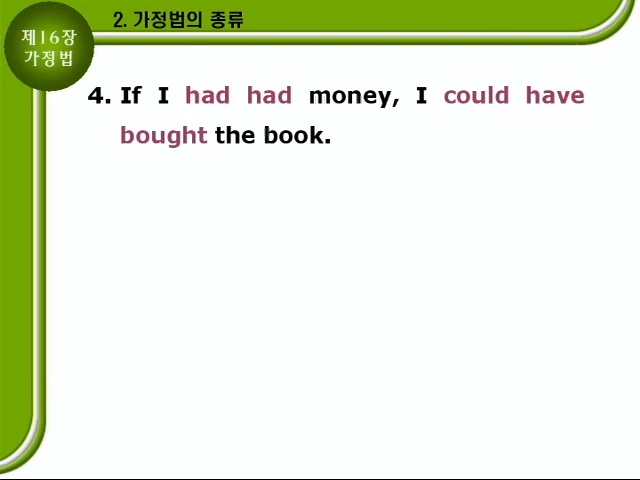 제16장
가정법
2. 가정법의 종류
4. If I had had money, I could have
bought the book.